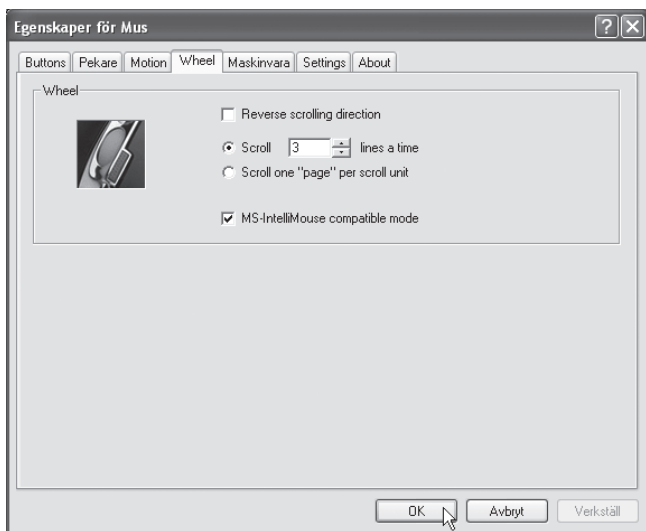 Egenskaper för Mus
Buttons Pekare Motion Wheel Maskinvara Settings About
Wheel
Reverse scrolling direction
Scroll 3 lines a time
Scroll one "page" per scroll unit
MS-IntelliMouse compatible mode
OK Avbryt Verkställ